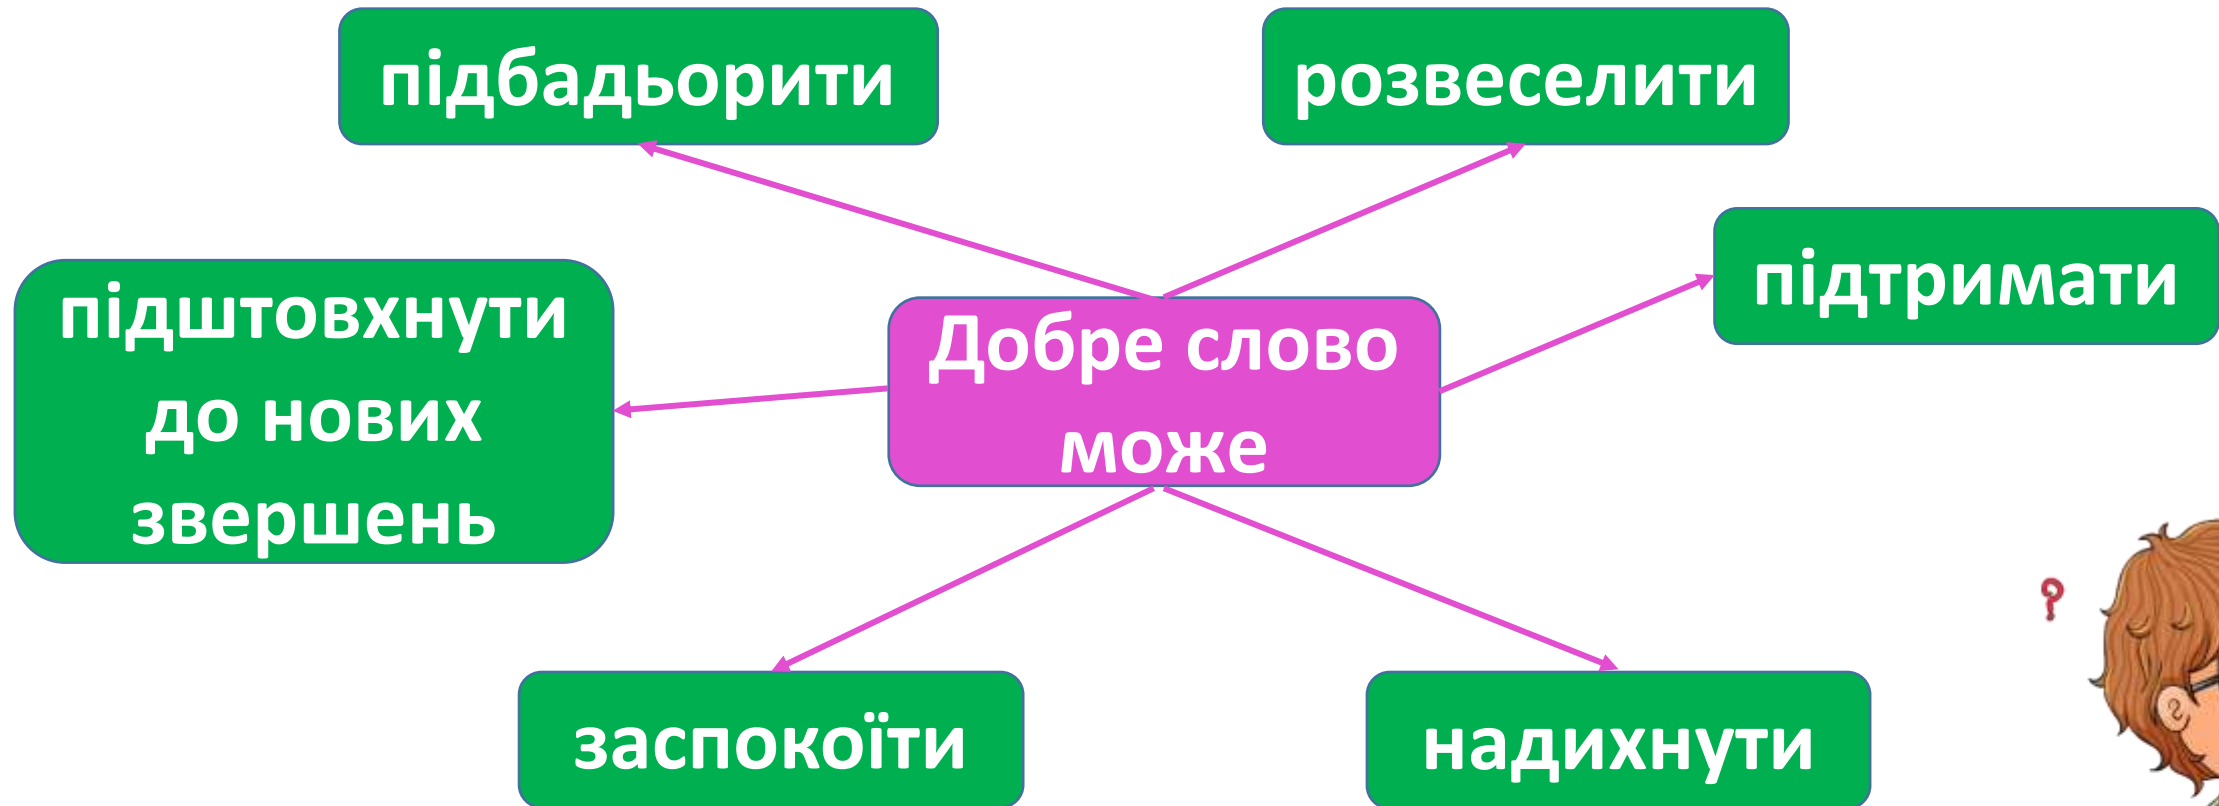 підбадьорити
розвеселити
підтримати
підштовхнути
до нових
звершень
Добре слово
може
заспокоїти
надихнути
?